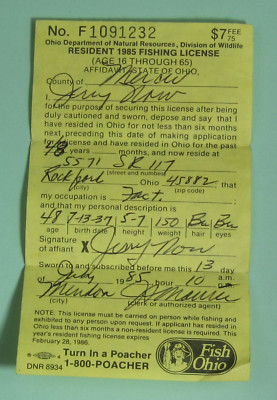 No. F1091232 $7 FEE .75
Ohio Department of Natural Resources, Division of Wildlife
RESIDENT 1985 FISHING LICENSE
(AGE 16 THROUGH 65)
AFFIDAVIT, STATE OF OHIO,
County of Mercer
I, Jerry
for the purpose of securing this license after being
duly cautioned and sworn, depose and say that I
have resided in Ohio for not less than six months
next preceding this date of making application
for license and have resided in Ohio for the past
48 years months, and now reside at
5571 SR 117
(street and number)
Rockford Ohio 45882, that
(city) (zip code)
my occupation is Fact.
and that my personal description is
48 7-13-37 5-7 150 Bn Bn
age birth date height weight hair eyes
Signature of affiant X Jerry
Sworn to and subscribed before me this 13 day
of July 1985 hour 10 a.m. p.m.
Mendon
(city) (clerk or authorized agent)
NOTE: This license must be carried on person while fishing and
exhibited to any person upon request. If applicant has resided in
Ohio less than six months a non-resident license is required. This
year's resident license expires
February 28, 1986.
Turn In a Poacher
DNR 8934 1-800-POACHER
Fish Ohio